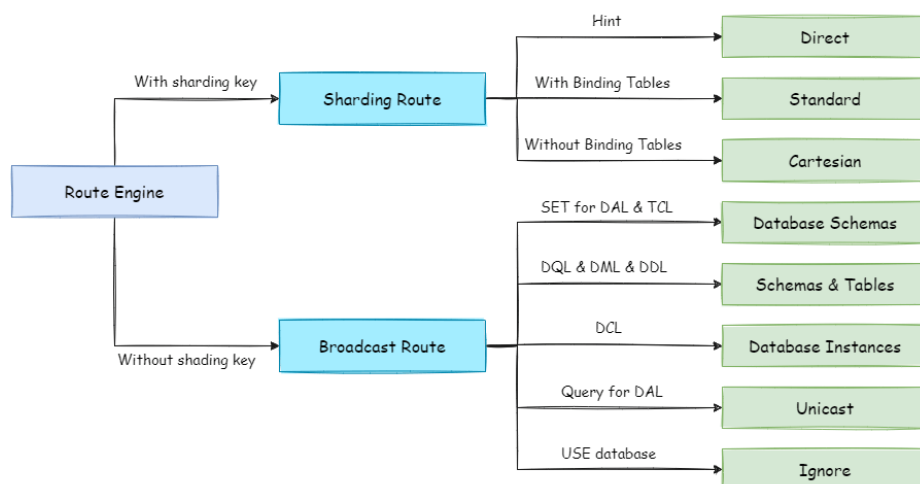 Hint
Direct
With sharding key
Sharding Route
With Binding Tables
Standard
Without Binding Tables
Cartesian
Route Engine
SET for DAL & TCL
Database Schemas
DQL & DML & DDL
Schemas & Tables
Without shading key
Broadcast Route
DCL
Database Instances
Query for DAL
Unicast
USE database
Ignore